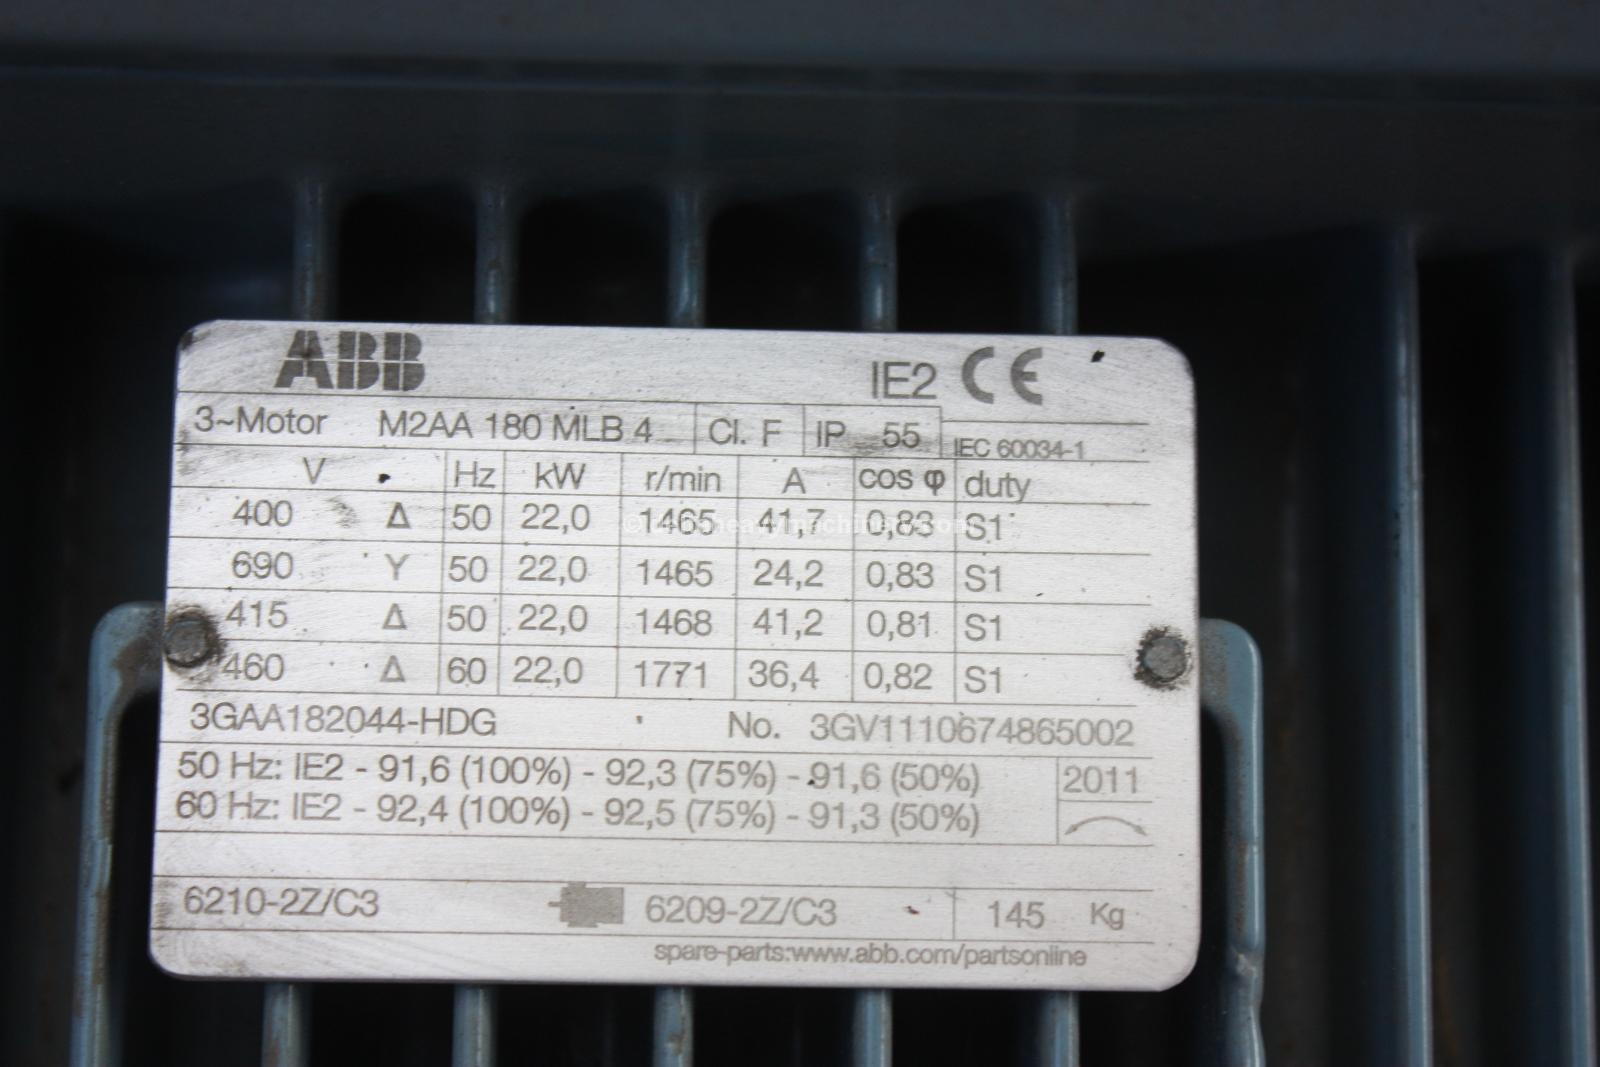 ABB IE2 CE
3~Motor M2AA 180 MLB 4 Cl. F IP 55 IEC 60034-1
V Hz kW r/min A cos φ duty
400 Δ 50 22,0 1465 41,7 0,83 S1
690 Y 50 22,0 1465 24,2 0,83 S1
415 Δ 50 22,0 1468 41,2 0,81 S1
460 Δ 60 22,0 1771 36,4 0,82 S1
3GAA182044-HDG No. 3GV1110674865002
50 Hz: IE2 - 91,6 (100%) - 92,3 (75%) - 91,6 (50%) 2011
60 Hz: IE2 - 92,4 (100%) - 92,5 (75%) - 91,3 (50%)
6210-2Z/C3 6209-2Z/C3 145 Kg
spare-parts:www.abb.com/partsonline